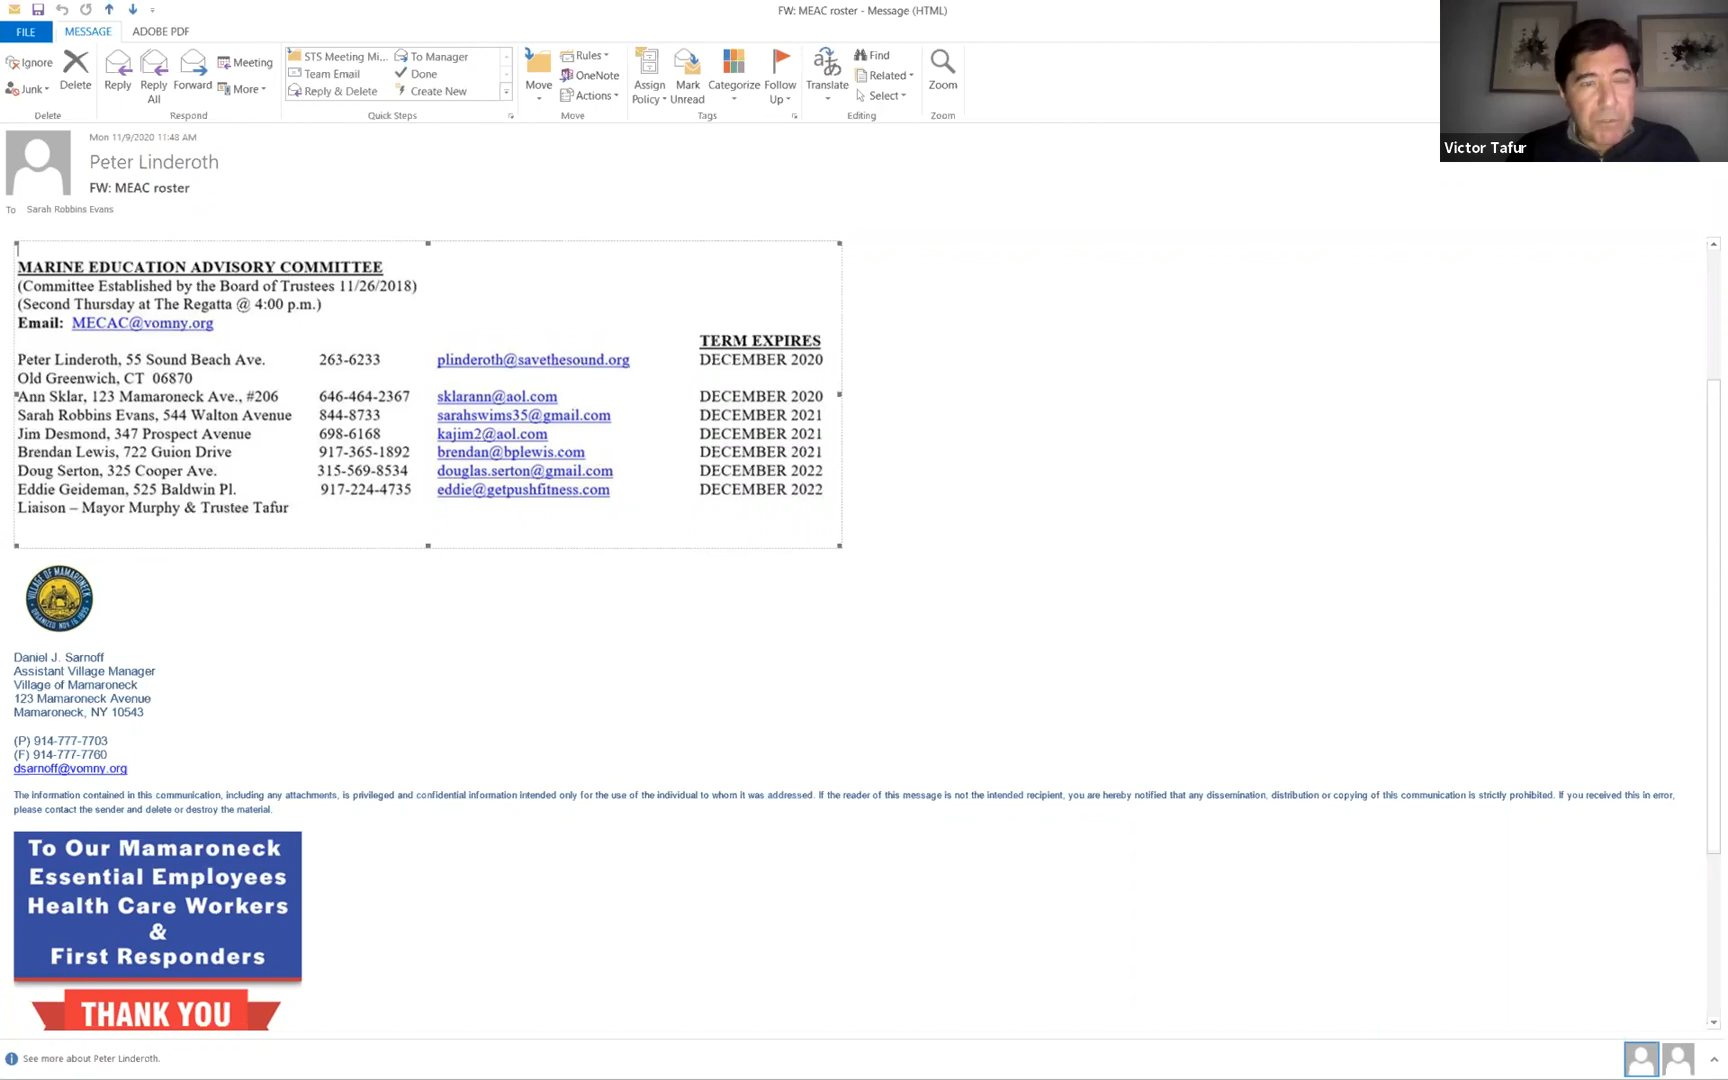 FW: MEAC roster - Message (HTML)
FILE MESSAGE ADOBE PDF
Ignore
Junk
Delete
Reply
Reply All
Forward
Meeting
More
STS Meeting Mi...
Team Email
Reply & Delete
To Manager
Done
Create New
Move
Rules
OneNote
Actions
Assign Policy
Mark Unread
Categorize
Follow Up
Translate
Find
Related
Select
Zoom
Delete Respond Quick Steps Move Tags Editing Zoom
Victor Tafur
Mon 11/9/2020 11:48 AM
Peter Linderoth
FW: MEAC roster
To Sarah Robbins Evans
MARINE EDUCATION ADVISORY COMMITTEE
(Committee Established by the Board of Trustees 11/26/2018)
(Second Thursday at The Regatta @ 4:00 p.m.)
Email: MECAC@vomny.org
TERM EXPIRES
Peter Linderoth, 55 Sound Beach Ave. 263-6233 plinderoth@savethesound.org DECEMBER 2020
Old Greenwich, CT 06870
Ann Sklar, 123 Mamaroneck Ave., #206 646-464-2367 sklarann@aol.com DECEMBER 2020
Sarah Robbins Evans, 544 Walton Avenue 844-8733 sarahswims35@gmail.com DECEMBER 2021
Jim Desmond, 347 Prospect Avenue 698-6168 kajim2@aol.com DECEMBER 2021
Brendan Lewis, 722 Guion Drive 917-365-1892 brendan@bplewis.com DECEMBER 2021
Doug Serton, 325 Cooper Ave. 315-569-8534 douglas.serton@gmail.com DECEMBER 2022
Eddie Geideman, 525 Baldwin Pl. 917-224-4735 eddie@getpushfitness.com DECEMBER 2022
Liaison – Mayor Murphy & Trustee Tafur
VILLAGE OF MAMARONECK
Daniel J. Sarnoff
Assistant Village Manager
Village of Mamaroneck
123 Mamaroneck Avenue
Mamaroneck, NY 10543
(P) 914-777-7703
(F) 914-777-7760
dsarnoff@vomny.org
The information contained in this communication, including any attachments, is privileged and confidential information intended only for the use of the individual to whom it was addressed. If the reader of this message is not the intended recipient, you are hereby notified that any dissemination, distribution or copying of this communication is strictly prohibited. If you received this in error,
please contact the sender and delete or destroy the material.
To Our Mamaroneck
Essential Employees
Health Care Workers
&
First Responders
THANK YOU
See more about Peter Linderoth.